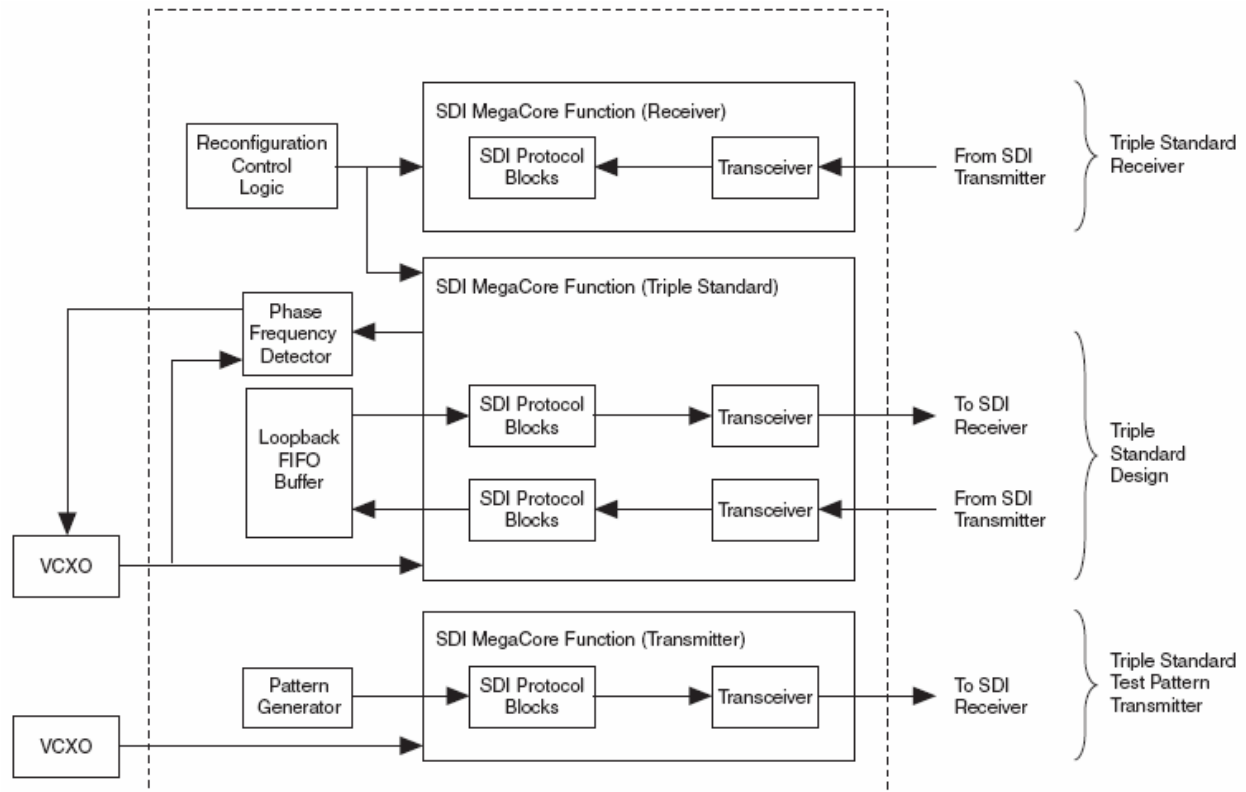 SDI MegaCore Function (Receiver)
Reconfiguration
Control
Logic
SDI Protocol
Blocks
Transceiver
From SDI
Transmitter
Triple Standard
Receiver
SDI MegaCore Function (Triple Standard)
Phase
Frequency
Detector
Loopback
FIFO
Buffer
SDI Protocol
Blocks
Transceiver
To SDI
Receiver
SDI Protocol
Blocks
Transceiver
From SDI
Transmitter
Triple
Standard
Design
VCXO
SDI MegaCore Function (Transmitter)
Pattern
Generator
SDI Protocol
Blocks
Transceiver
To SDI
Receiver
Triple Standard
Test Pattern
Transmitter
VCXO